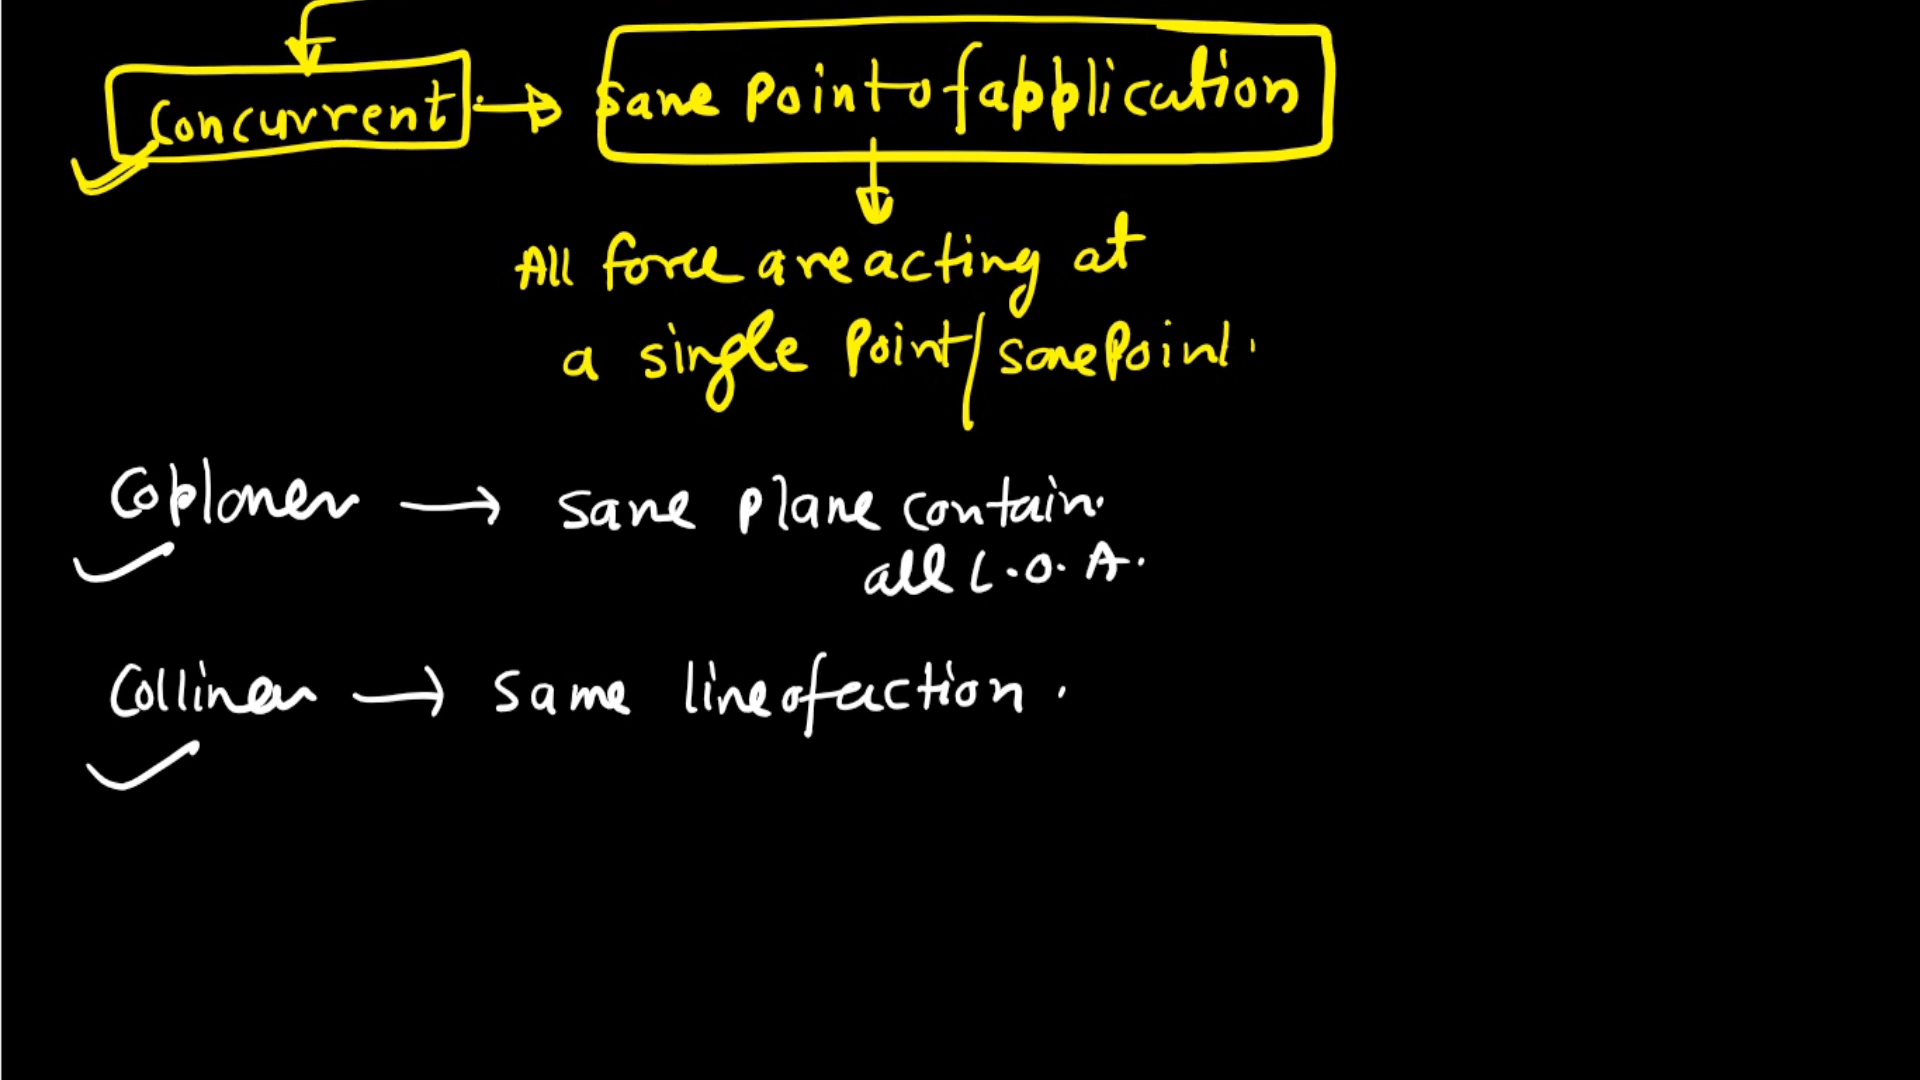 Concurrent → same point of application
All force are acting at
a single Point/same Point.
Coplaner → same plane contain.
all L.O.A.
Collinear → same line of action.